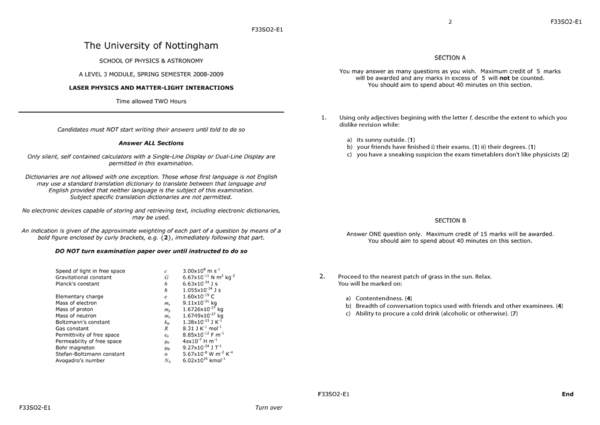 F33SO2-E1
The University of Nottingham
SCHOOL OF PHYSICS & ASTRONOMY
A LEVEL 3 MODULE, SPRING SEMESTER 2008-2009
LASER PHYSICS AND MATTER-LIGHT INTERACTIONS
Time allowed TWO Hours
Candidates must NOT start writing their answers until told to do so
Answer ALL Sections
Only silent, self contained calculators with a Single-Line Display or Dual-Line Display are
permitted in this examination.
Dictionaries are not allowed with one exception. Those whose first language is not English
may use a standard translation dictionary to translate between that language and
English provided that neither language is the subject of this examination.
Subject specific translation dictionaries are not permitted.
No electronic devices capable of storing and retrieving text, including electronic dictionaries,
may be used.
An indication is given of the approximate weighting of each part of a question by means of a
bold figure enclosed by curly brackets, e.g. {2}, immediately following that part.
DO NOT turn examination paper over until instructed to do so
Speed of light in free space c 3.00x10⁸ m s⁻¹
Gravitational constant G 6.67x10⁻¹¹ N m² kg⁻²
Planck's constant h 6.63x10⁻³⁴ J s
ħ 1.055x10⁻³⁴ J s
Elementary charge e 1.60x10⁻¹⁹ C
Mass of electron mₑ 9.11x10⁻³¹ kg
Mass of proton mₚ 1.6726x10⁻²⁷ kg
Mass of neutron mₙ 1.6749x10⁻²⁷ kg
Boltzmann's constant k_B 1.38x10⁻²³ J K⁻¹
Gas constant R 8.31 J K⁻¹ mol⁻¹
Permittivity of free space ε₀ 8.85x10⁻¹² F m⁻¹
Permeability of free space μ₀ 4πx10⁻⁷ H m⁻¹
Bohr magneton μ_B 9.27x10⁻²⁴ J T⁻¹
Stefan-Boltzmann constant σ 5.67x10⁻⁸ W m⁻² K⁻⁴
Avogadro's number N_A 6.02x10²⁶ kmol⁻¹
F33SO2-E1 Turn over
2 F33SO2-E1
SECTION A
You may answer as many questions as you wish. Maximum credit of 5 marks
will be awarded and any marks in excess of 5 will not be counted.
You should aim to spend about 40 minutes on this section.
1. Using only adjectives begining with the letter f, describe the extent to which you
dislike revision while:
a) its sunny outside. {1}
b) your friends have finished i) their exams. {1} ii) their degrees. {1}
c) you have a sneaking suspicion the exam timetablers don't like physicists {2}
SECTION B
Answer ONE question only. Maximum credit of 15 marks will be awarded.
You should aim to spend about 40 minutes on this section.
2. Proceed to the nearest patch of grass in the sun. Relax.
You will be marked on:
a) Contentendess. {4}
b) Breadth of conversation topics used with friends and other examinees. {4}
c) Ability to procure a cold drink (alcoholic or otherwise). {7}
F33SO2-E1 End